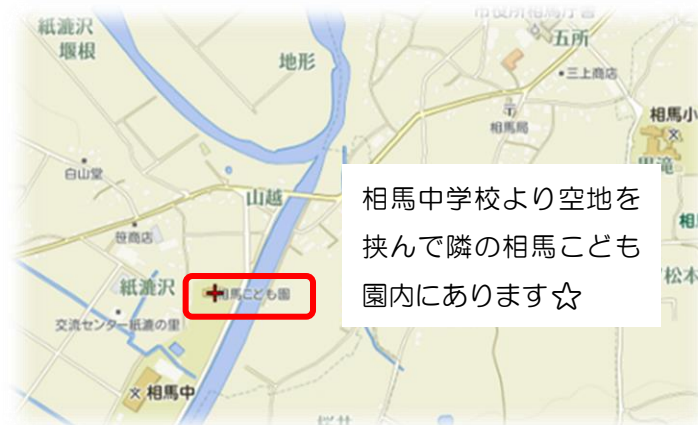 紙漉沢
堰根
地形
市役所相馬庁舎
五所
三上商店
相馬局
相馬小
黒滝
白山堂
山越
相馬中学校より空地を
挟んで隣の相馬こども
園内にあります☆
笹商店
紙漉沢
相馬こども園
松本
交流センター紙漉の里
相馬中
桜井